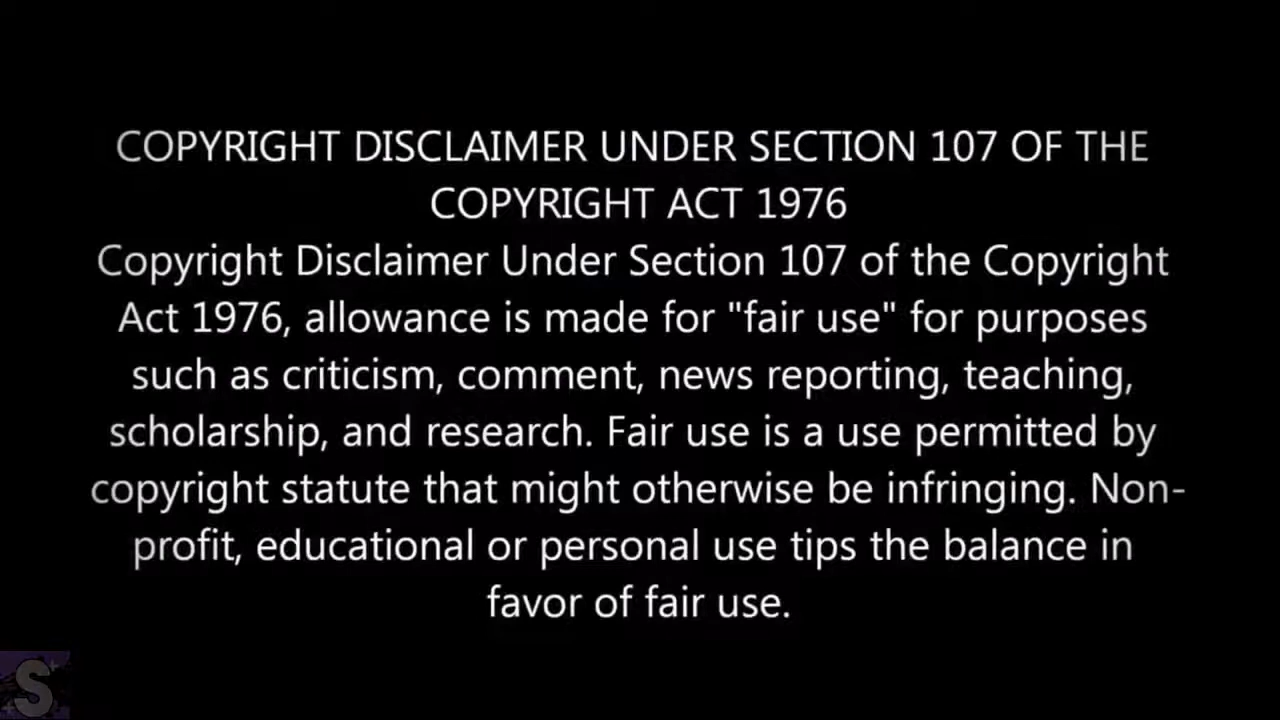 COPYRIGHT DISCLAIMER UNDER SECTION 107 OF THE
COPYRIGHT ACT 1976
Copyright Disclaimer Under Section 107 of the Copyright
Act 1976, allowance is made for "fair use" for purposes
such as criticism, comment, news reporting, teaching,
scholarship, and research. Fair use is a use permitted by
copyright statute that might otherwise be infringing. Non-
profit, educational or personal use tips the balance in
favor of fair use.
S